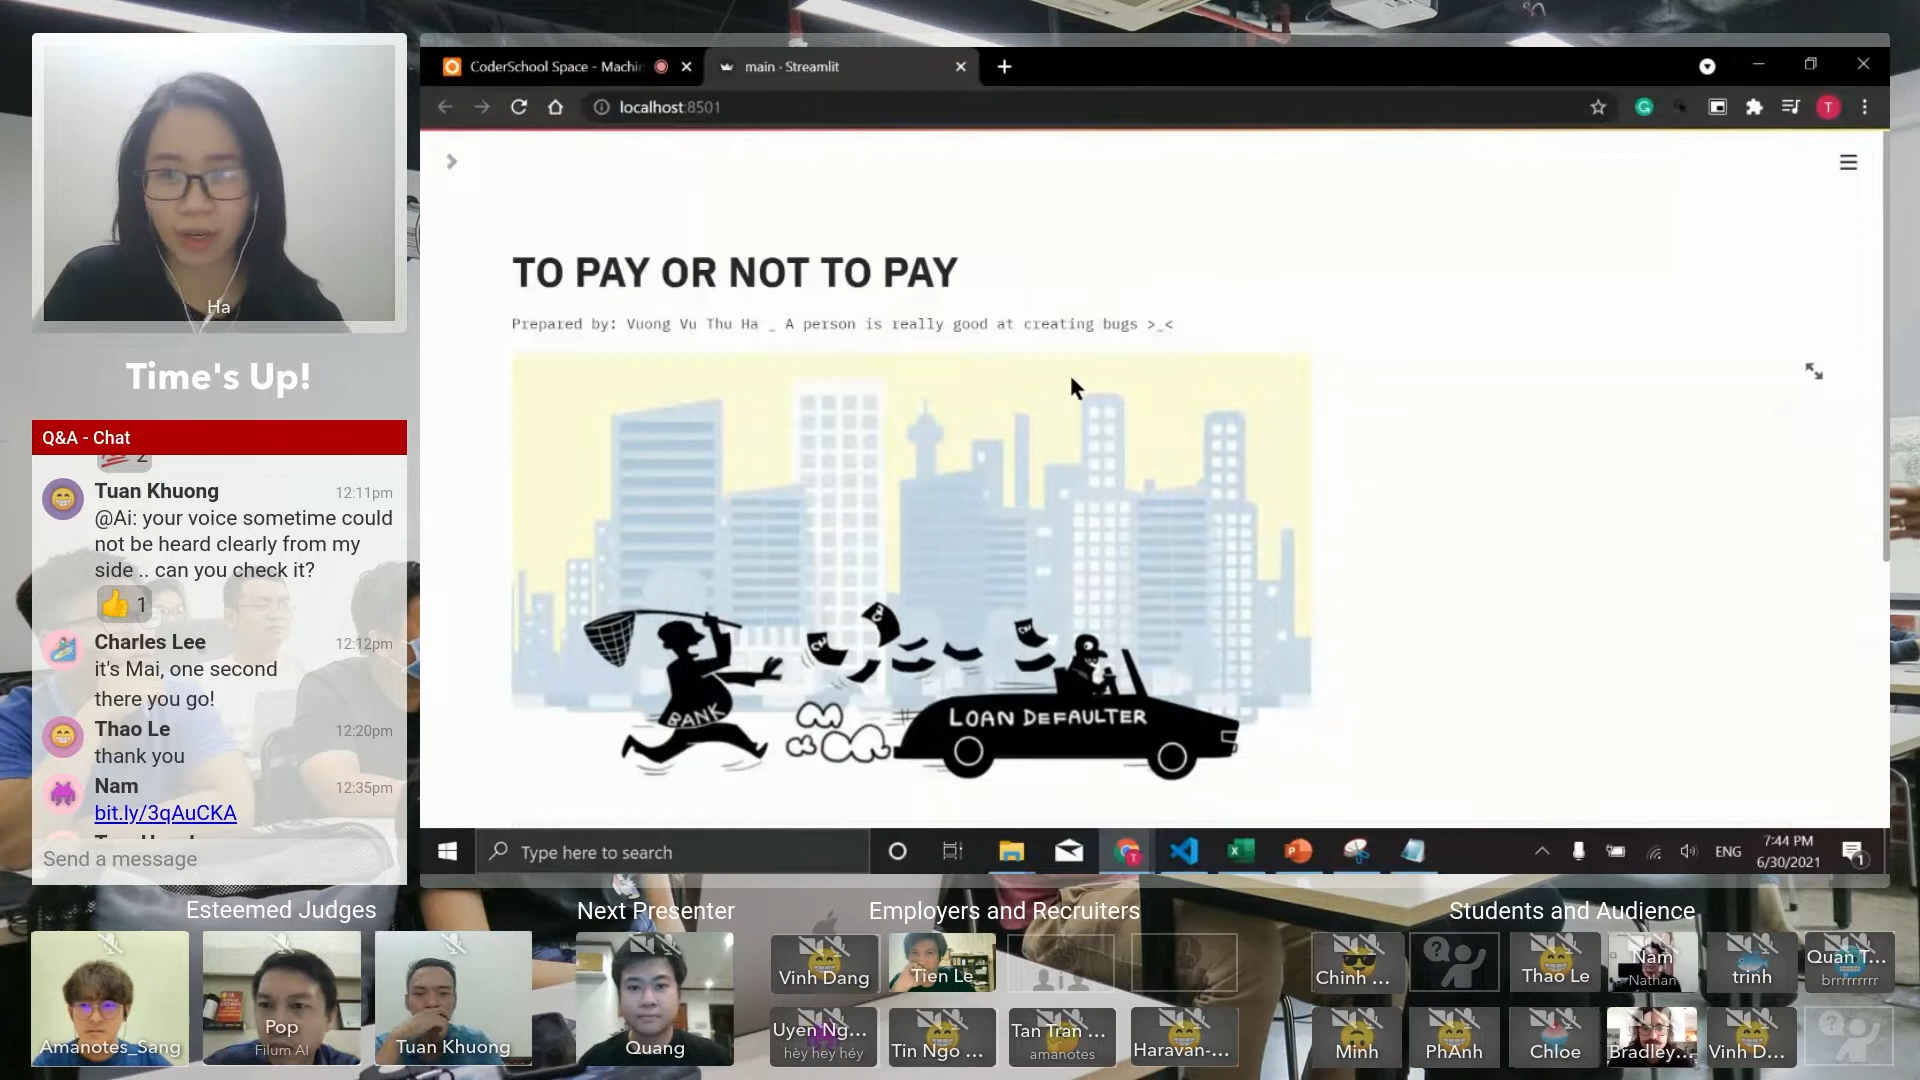 Ha
Time's Up!
Q&A - Chat
2
Tuan Khuong 12:11pm
@Ai: your voice sometime could
not be heard clearly from my
side .. can you check it?
1
Charles Lee 12:12pm
it's Mai, one second
there you go!
Thao Le 12:20pm
thank you
Nam 12:35pm
bit.ly/3qAuCKA
Send a message
CoderSchool Space - Machin
main · Streamlit
localhost:8501
T
TO PAY OR NOT TO PAY
Prepared by: Vuong Vu Thu Ha _ A person is really good at creating bugs >_<
BANK
LOAN DEFAULTER
Type here to search
ENG
7:44 PM
6/30/2021
1
Esteemed Judges
Next Presenter
Employers and Recruiters
Students and Audience
Amanotes_Sang
Pop
Filum AI
Tuan Khuong
Quang
Vinh Dang
Tien Le
Uyen Ng...
hèy hey héy
Tin Ngo ...
Tan Tran ...
amanotes
Haravan-...
Chinh ...
Thao Le
Nam
Nathan
trinh
Quan T...
brrrrrrrr
Minh
PhAnh
Chloe
Bradley...
Vinh D...